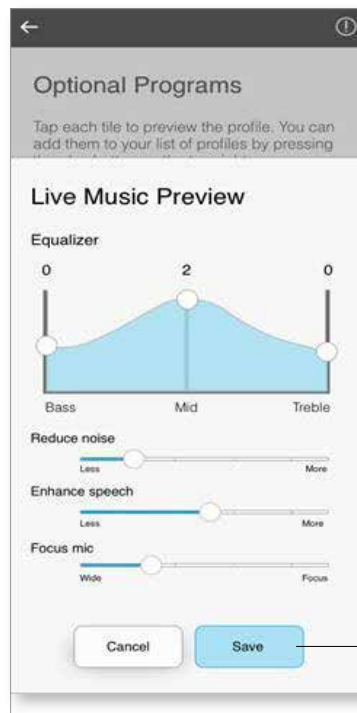 Optional Programs
Tap each tile to preview the profile. You can
add them to your list of profiles by pressing
Live Music Preview
Equalizer
0 2 0
Bass Mid Treble
Reduce noise
Less More
Enhance speech
Less More
Focus mic
Wide Focus
Cancel Save